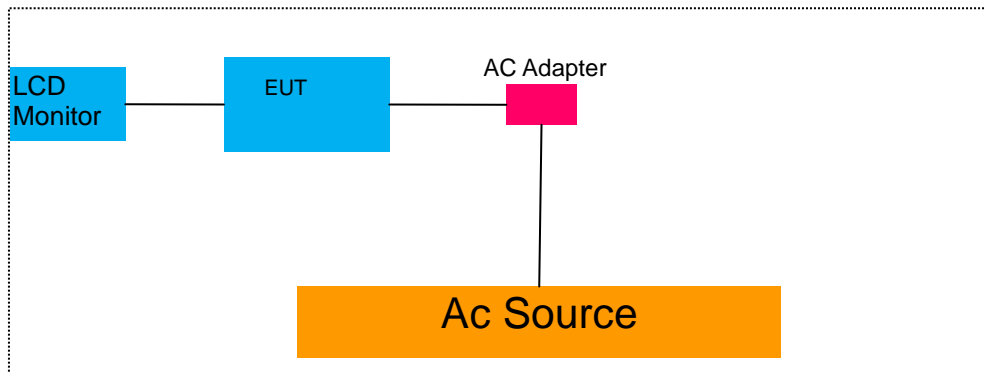 AC Adapter
LCD
Monitor
EUT
Ac Source